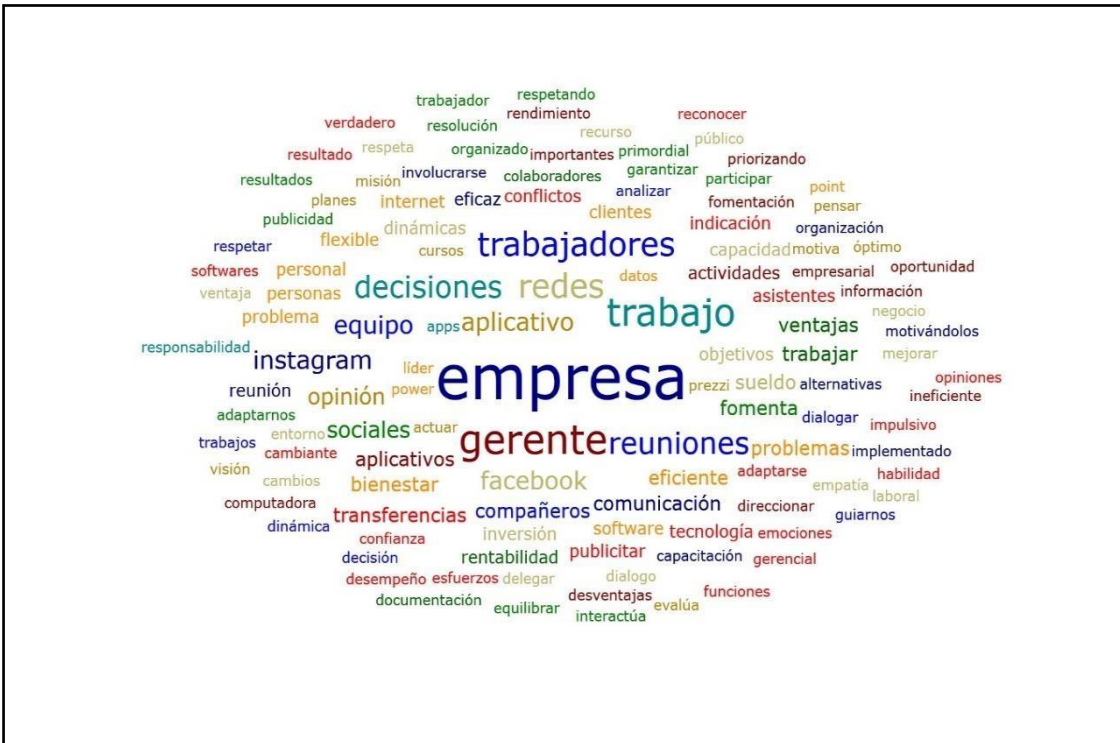 respetando
trabajador
rendimiento
reconocer
verdadero resolución recurso público
respeta organizado importantes primordial
resultado priorizando
involucrarse colaboradores garantizar participar
resultados misión analizar point
planes internet eficaz conflictos fomentación pensar
publicidad dinámicas clientes indicación organización
respetar flexible cursos trabajadores capacidad motiva óptimo
softwares personal datos actividades empresarial oportunidad
ventaja personas decisiones redes asistentes información
problema equipo apps aplicativo trabajo ventajas negocio motivándolos
responsabilidad instagram líder objetivos trabajar mejorar
reunión opinión power empresa prezzi sueldo alternativas opiniones
ineficiente
adaptarnos fomenta dialogar
entorno sociales actuar impulsivo
trabajos cambiante gerente reuniones problemas implementado
aplicativos
visión cambios bienestar facebook eficiente adaptarse empatía habilidad
computadora laboral
dinámica transferencias compañeros comunicación direccionar guiarnos
confianza inversión software tecnología emociones
decisión rentabilidad publicitar capacitación gerencial
desempeño esfuerzos delegar dialogo
documentación desventajas funciones
equilibrar interactúa evalúa